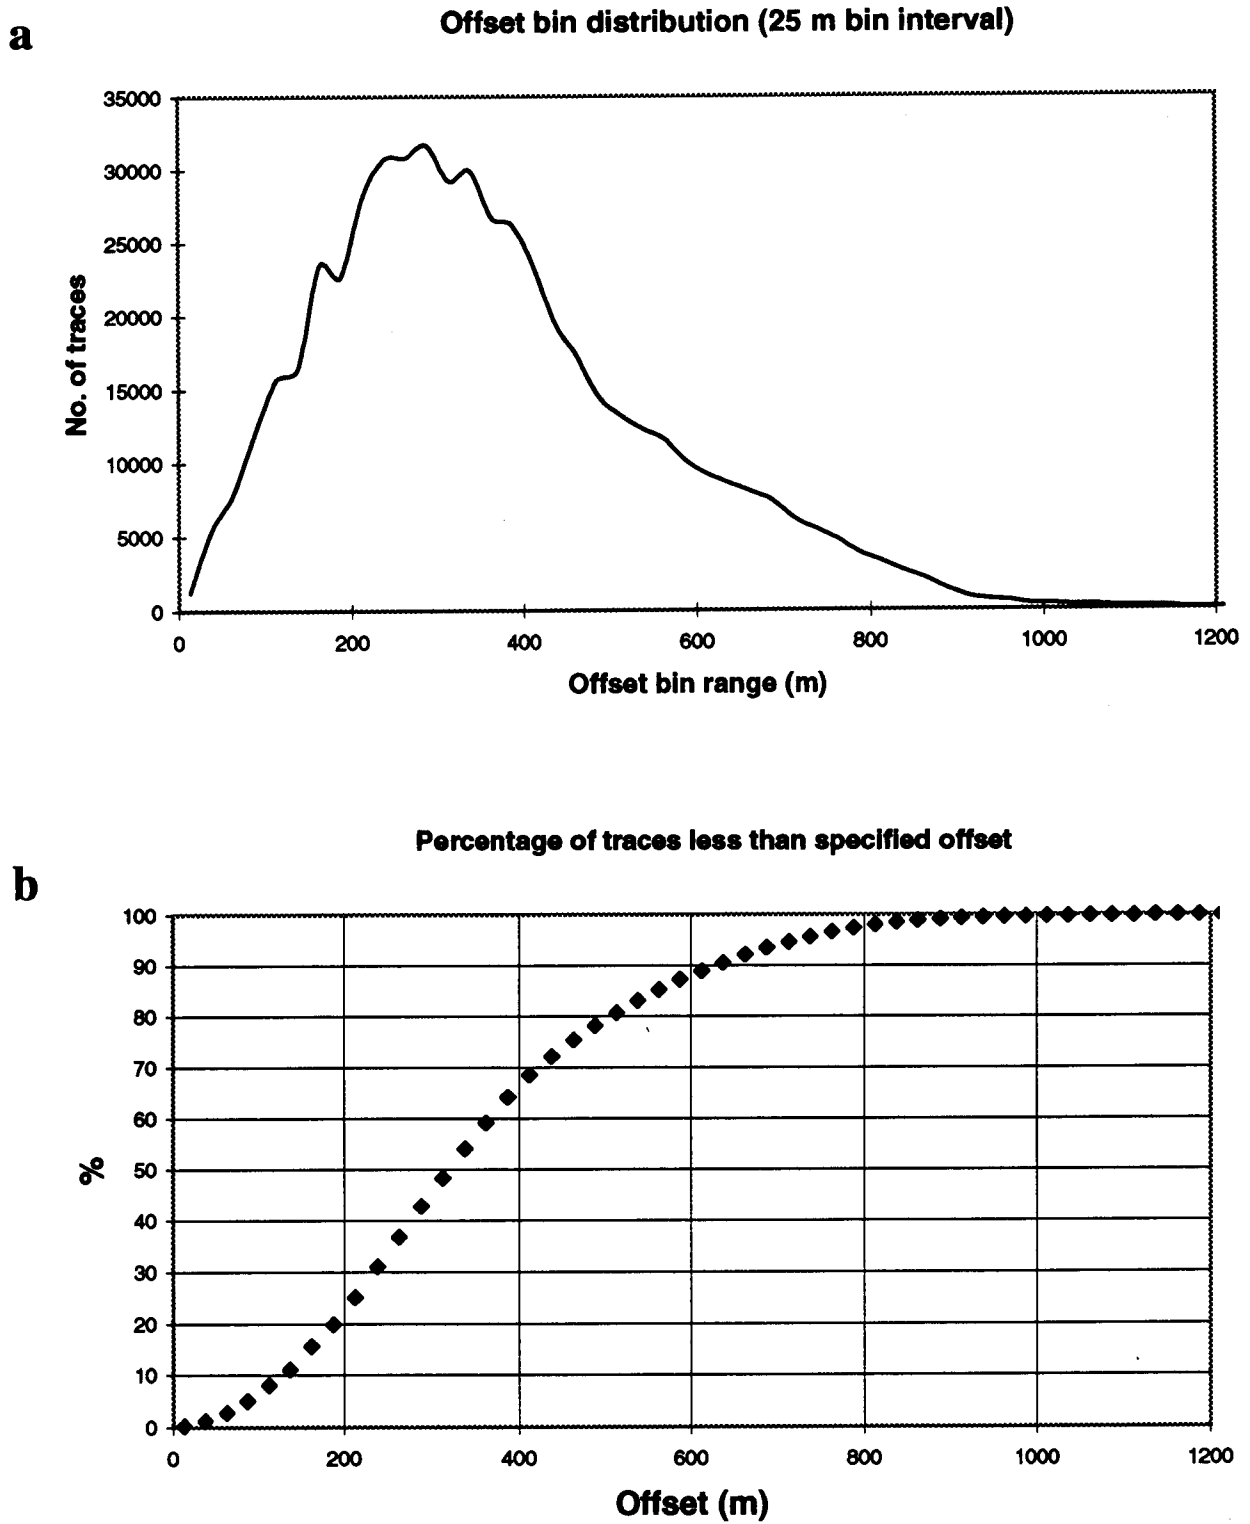 a
Offset bin distribution (25 m bin interval)
35000
30000
25000
20000
15000
10000
5000
0
No. of traces
0 200 400 600 800 1000 1200
Offset bin range (m)
Percentage of traces less than specified offset
b
100
90
80
70
60
50
40
30
20
10
0
%
0 200 400 600 800 1000 1200
Offset (m)